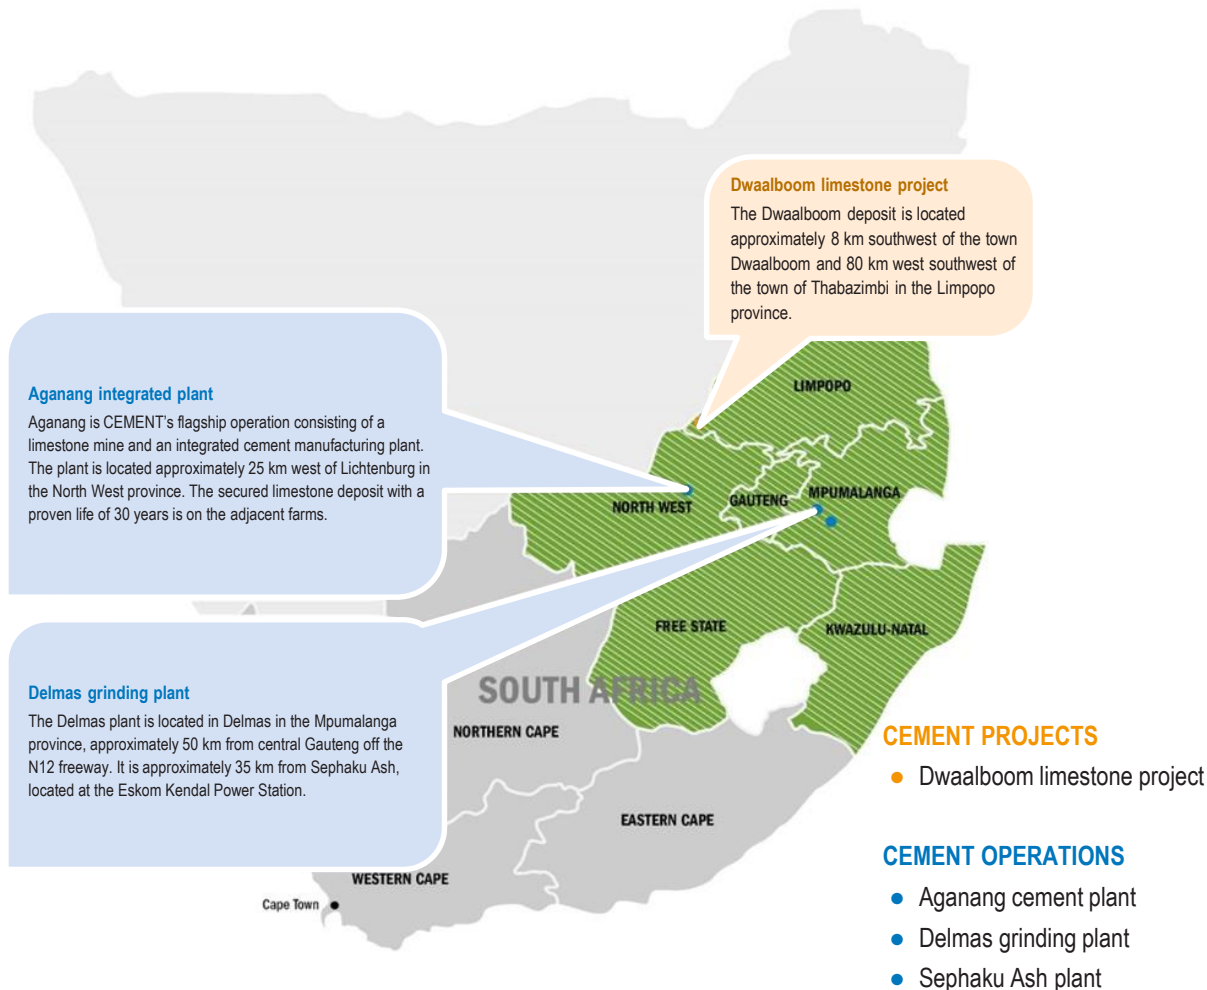 Dwaalboom limestone project
The Dwaalboom deposit is located
approximately 8 km southwest of the town
Dwaalboom and 80 km west southwest of
the town of Thabazimbi in the Limpopo
province.
Aganang integrated plant
Aganang is CEMENT’s flagship operation consisting of a
limestone mine and an integrated cement manufacturing plant.
The plant is located approximately 25 km west of Lichtenburg in
the North West province. The secured limestone deposit with a
proven life of 30 years is on the adjacent farms.
Delmas grinding plant
The Delmas plant is located in Delmas in the Mpumalanga
province, approximately 50 km from central Gauteng off the
N12 freeway. It is approximately 35 km from Sephaku Ash,
located at the Eskom Kendal Power Station.
LIMPOPO
NORTH WEST
GAUTENG
MPUMALANGA
FREE STATE
KWAZULU-NATAL
SOUTH AFRICA
NORTHERN CAPE
EASTERN CAPE
WESTERN CAPE
Cape Town
CEMENT PROJECTS
Dwaalboom limestone project
CEMENT OPERATIONS
Aganang cement plant
Delmas grinding plant
Sephaku Ash plant